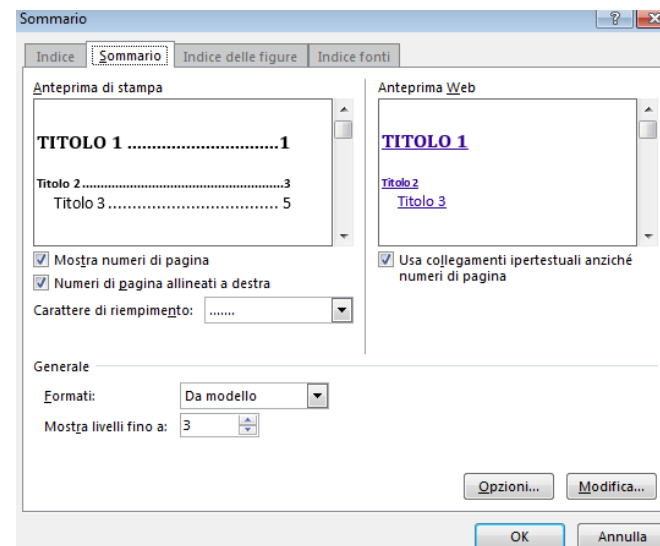 Sommario
Indice Sommario Indice delle figure Indice fonti
Anteprima di stampa
TITOLO 1 ..............................1
Titolo 2............................................................3
Titolo 3.................................. 5
Mostra numeri di pagina
Numeri di pagina allineati a destra
Carattere di riempimento: .......
Anteprima Web
TITOLO 1
Titolo 2
Titolo 3
Usa collegamenti ipertestuali anziché
numeri di pagina
Generale
Formati: Da modello
Mostra livelli fino a: 3
Opzioni... Modifica...
OK Annulla